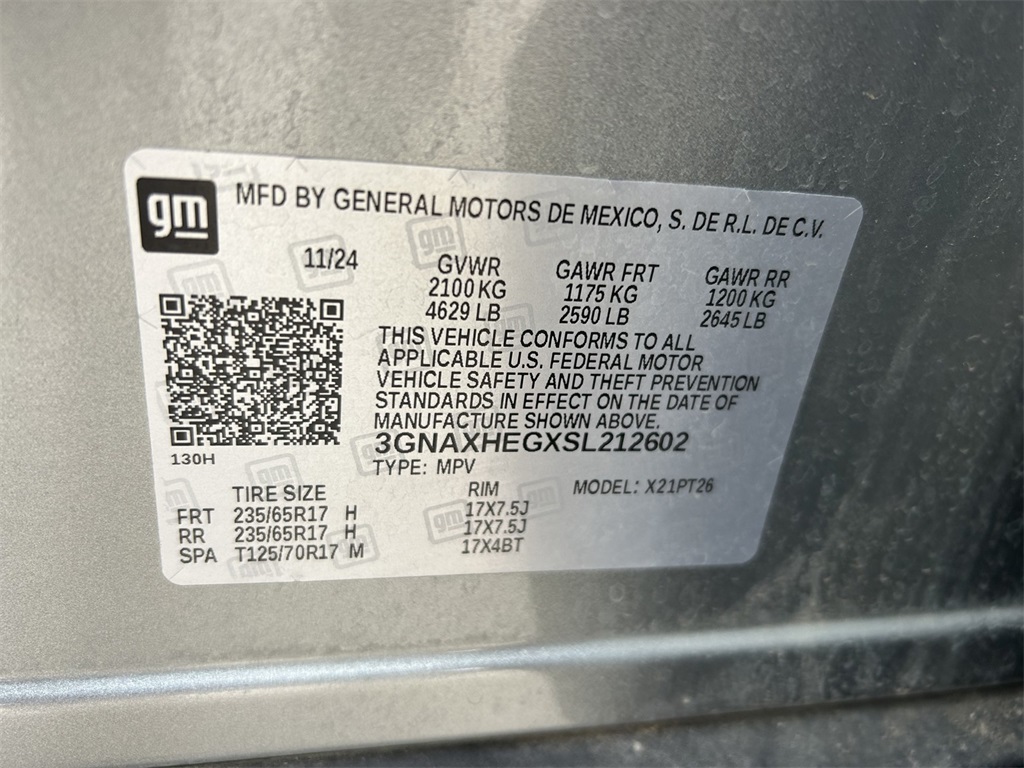 gm MFD BY GENERAL MOTORS DE MEXICO, S. DE R.L. DE C.V.
11/24 GVWR GAWR FRT GAWR RR
2100 KG 1175 KG 1200 KG
4629 LB 2590 LB 2645 LB
THIS VEHICLE CONFORMS TO ALL
APPLICABLE U.S. FEDERAL MOTOR
VEHICLE SAFETY AND THEFT PREVENTION
STANDARDS IN EFFECT ON THE DATE OF
MANUFACTURE SHOWN ABOVE.
3GNAXHEGXSL212602
130H TYPE: MPV
TIRE SIZE RIM MODEL: X21PT26
FRT 235/65R17 H 17X7.5J
RR 235/65R17 H 17X7.5J
SPA T125/70R17 M 17X4BT